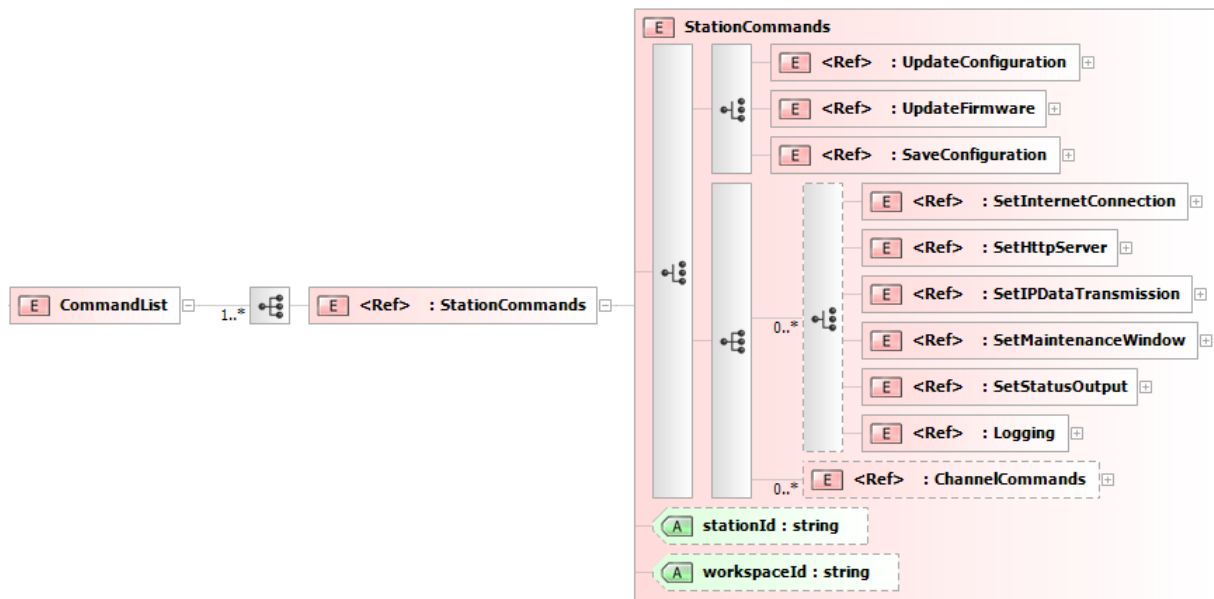 E StationCommands
E <Ref> : UpdateConfiguration
E <Ref> : UpdateFirmware
E <Ref> : SaveConfiguration
E <Ref> : SetInternetConnection
E <Ref> : SetHttpServer
E <Ref> : SetIPDataTransmission
E CommandList 1..* E <Ref> : StationCommands
0..*
E <Ref> : SetMaintenanceWindow
E <Ref> : SetStatusOutput
E <Ref> : Logging
0..* E <Ref> : ChannelCommands
A stationId : string
A workspaceId : string